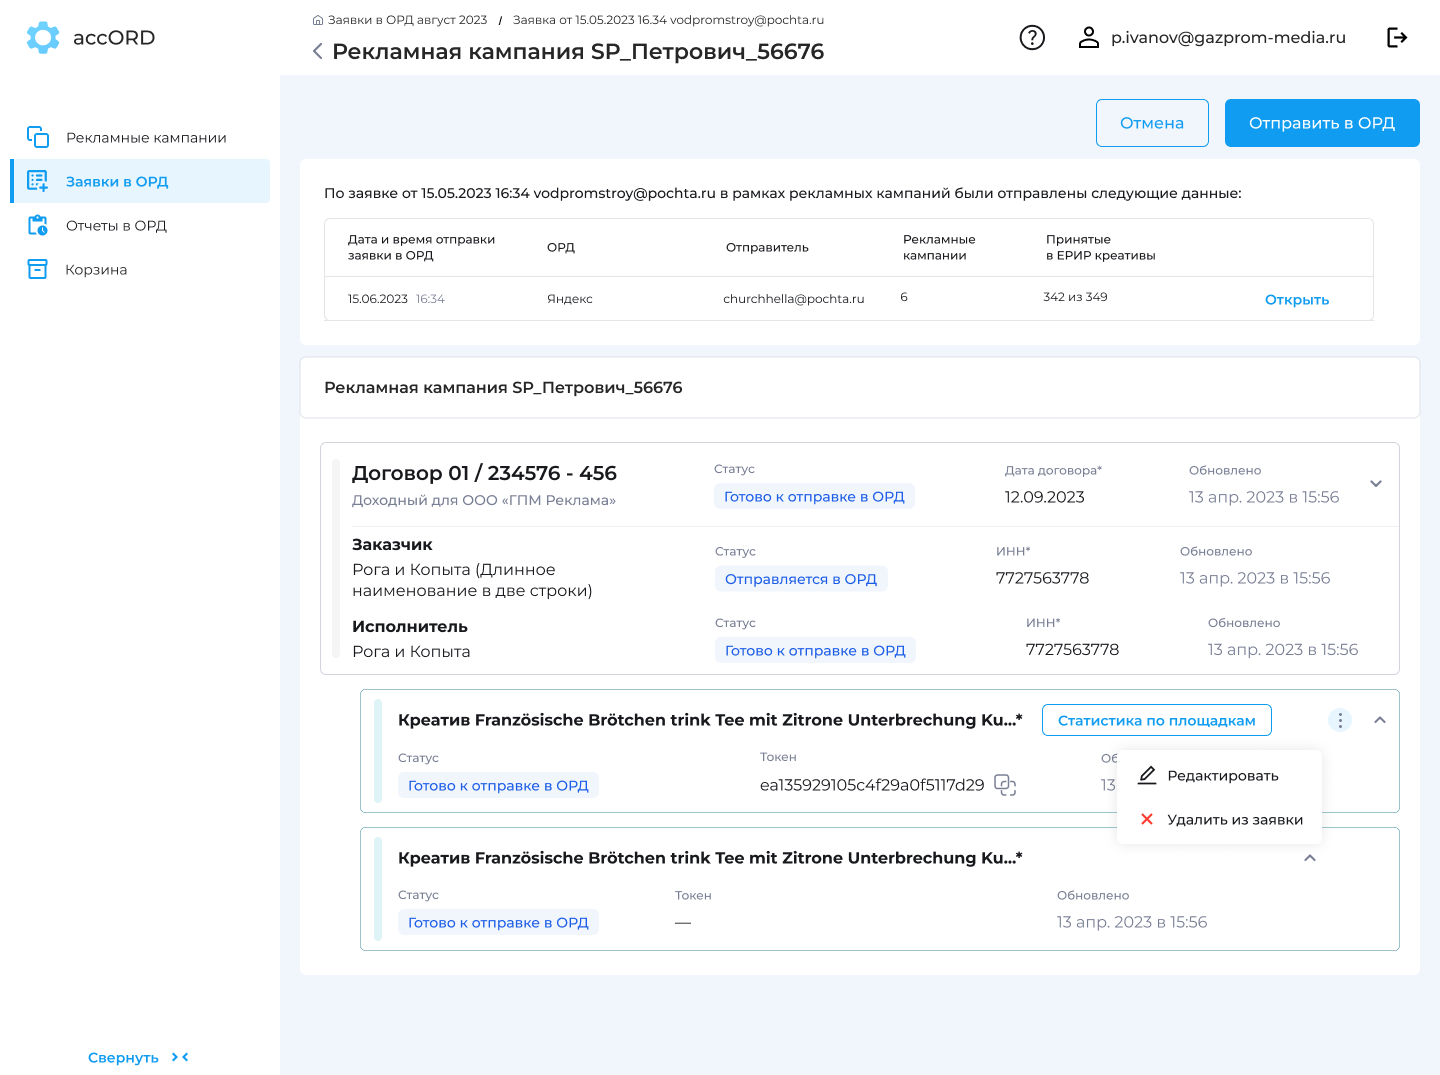 accORD
Заявки в ОРД август 2023 / Заявка от 15.05.2023 16.34 vodpromstroy@pochta.ru
Рекламная кампания SP_Петрович_56676
p.ivanov@gazprom-media.ru
Рекламные кампании
Заявки в ОРД
Отчеты в ОРД
Корзина
Отмена
Отправить в ОРД
По заявке от 15.05.2023 16:34 vodpromstroy@pochta.ru в рамках рекламных кампаний были отправлены следующие данные:
Дата и время отправки
заявки в ОРД
ОРД
Отправитель
Рекламные
кампании
Принятые
в ЕРИР креативы
15.06.2023 16:34
Яндекс
churchhella@pochta.ru
6
342 из 349
Открыть
Рекламная кампания SP_Петрович_56676
Договор 01 / 234576 - 456
Доходный для ООО «ГПМ Реклама»
Статус
Готово к отправке в ОРД
Дата договора*
12.09.2023
Обновлено
13 апр. 2023 в 15:56
Заказчик
Рога и Копыта (Длинное
наименование в две строки)
Статус
Отправляется в ОРД
ИНН*
7727563778
Обновлено
13 апр. 2023 в 15:56
Исполнитель
Рога и Копыта
Статус
Готово к отправке в ОРД
ИНН*
7727563778
Обновлено
13 апр. 2023 в 15:56
Креатив Französische Brötchen trink Tee mit Zitrone Unterbrechung Ku...*
Статистика по площадкам
Статус
Готово к отправке в ОРД
Токен
ea135929105c4f29a0f5117d29
Об
13
Редактировать
Удалить из заявки
Креатив Französische Brötchen trink Tee mit Zitrone Unterbrechung Ku...*
Статус
Готово к отправке в ОРД
Токен
—
Обновлено
13 апр. 2023 в 15:56
Свернуть